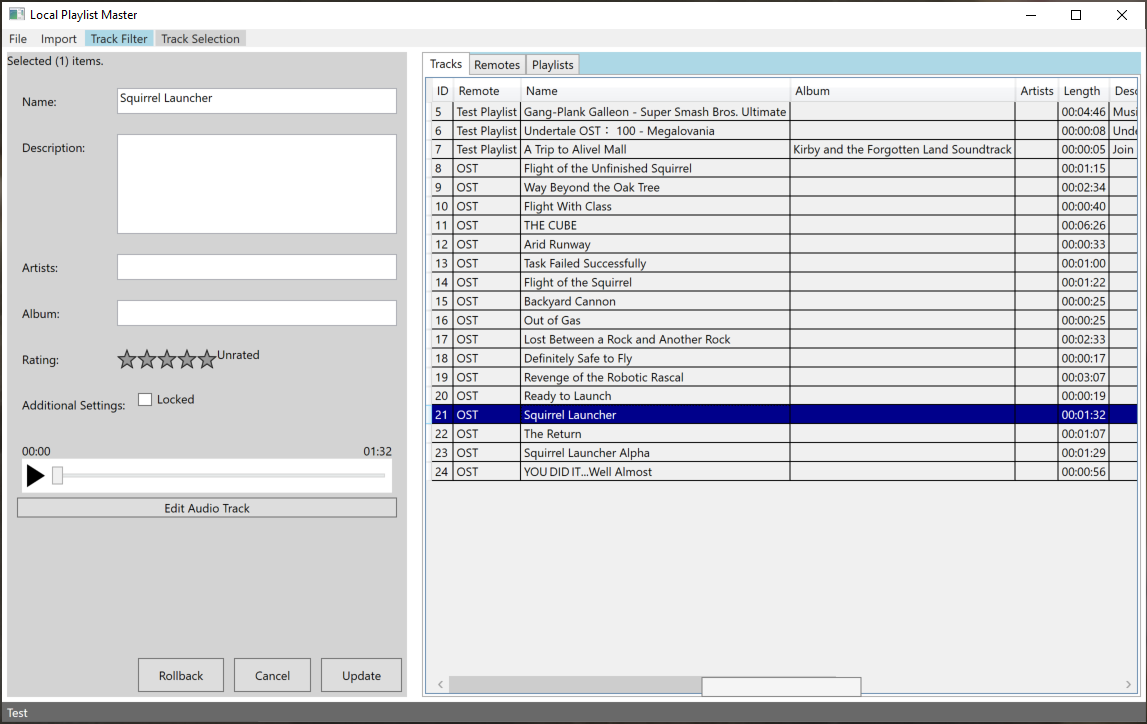 Local Playlist Master
File Import Track Filter Track Selection
Selected (1) items.
Name: Squirrel Launcher
Description:
Artists:
Album:
Rating: Unrated
Additional Settings: Locked
00:00 01:32
Edit Audio Track
Rollback Cancel Update
Tracks Remotes Playlists
ID Remote Name Album Artists Length Desc
5 Test Playlist Gang-Plank Galleon - Super Smash Bros. Ultimate 00:04:46 Musi
6 Test Playlist Undertale OST： 100 - Megalovania 00:00:08 Unde
7 Test Playlist A Trip to Alivel Mall Kirby and the Forgotten Land Soundtrack 00:00:05 Join
8 OST Flight of the Unfinished Squirrel 00:01:15
9 OST Way Beyond the Oak Tree 00:02:34
10 OST Flight With Class 00:00:40
11 OST THE CUBE 00:06:26
12 OST Arid Runway 00:00:33
13 OST Task Failed Successfully 00:01:00
14 OST Flight of the Squirrel 00:01:22
15 OST Backyard Cannon 00:00:25
16 OST Out of Gas 00:00:25
17 OST Lost Between a Rock and Another Rock 00:02:33
18 OST Definitely Safe to Fly 00:00:17
19 OST Revenge of the Robotic Rascal 00:03:07
20 OST Ready to Launch 00:00:19
21 OST Squirrel Launcher 00:01:32
22 OST The Return 00:01:07
23 OST Squirrel Launcher Alpha 00:01:29
24 OST YOU DID IT...Well Almost 00:00:56
Test